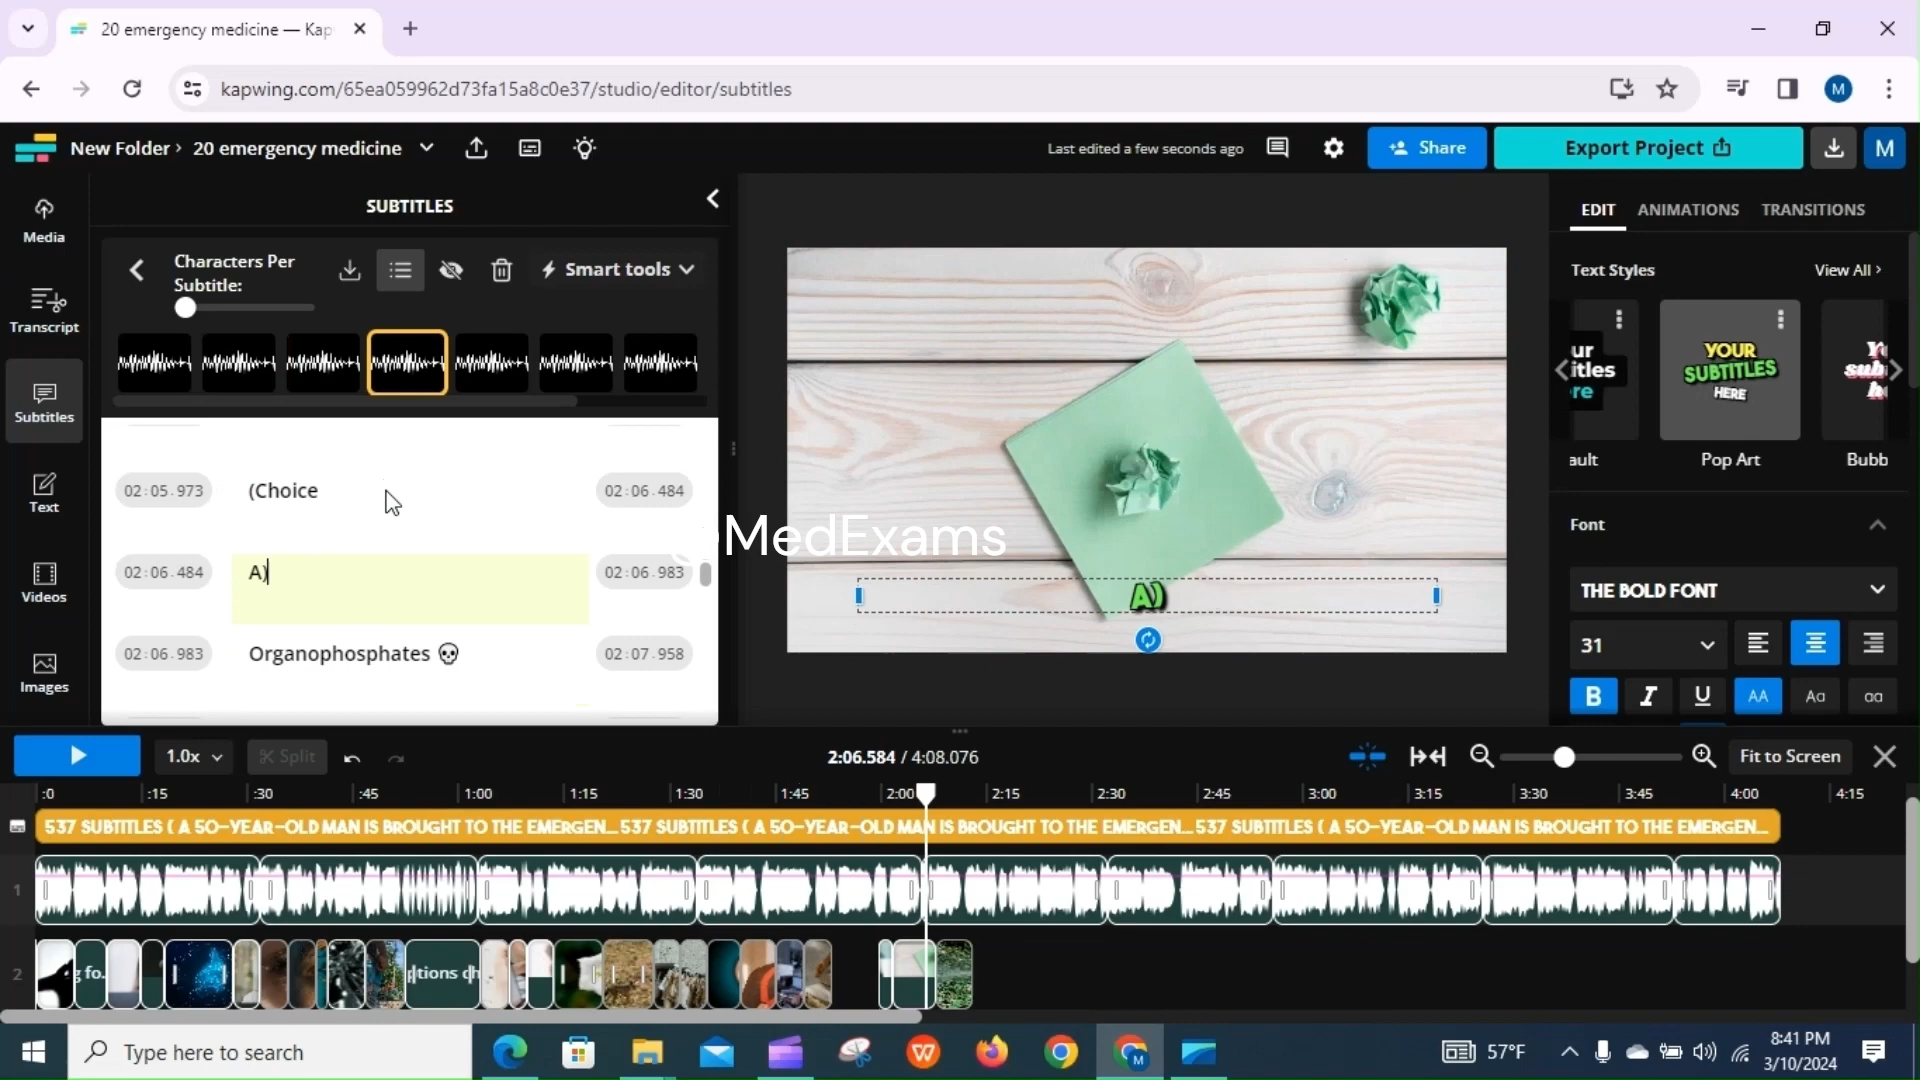 20 emergency medicine — Kap
kapwing.com/65ea059962d73fa15a8c0e37/studio/editor/subtitles
M
New Folder › 20 emergency medicine
Last edited a few seconds ago
Share
Export Project
M
Media
Transcript
Subtitles
Text
Videos
Images
SUBTITLES
Characters Per
Subtitle:
Smart tools
02:05.973 (Choice 02:06.484
02:06.484 A) 02:06.983
02:06.983 Organophosphates 💀 02:07.958
@MedExams
A)
EDIT ANIMATIONS TRANSITIONS
Text Styles View All ›
ur
titles
re
YOUR
SUBTITLES
HERE
Y
sub
h
ault Pop Art Bubb
Font
THE BOLD FONT
31
B I U AA Aa aa
1.0x Split 2:06.584 / 4:08.076 Fit to Screen
:0 :15 :30 :45 1:00 1:15 1:30 1:45 2:00 2:15 2:30 2:45 3:00 3:15 3:30 3:45 4:00 4:15
537 SUBTITLES ( A 50-YEAR-OLD MAN IS BROUGHT TO THE EMERGEN... 537 SUBTITLES ( A 50-YEAR-OLD MAN IS BROUGHT TO THE EMERGEN... 537 SUBTITLES ( A 50-YEAR-OLD MAN IS BROUGHT TO THE EMERGEN...
1
2 g fo. tions ch
Type here to search
W
M
57°F
8:41 PM
3/10/2024